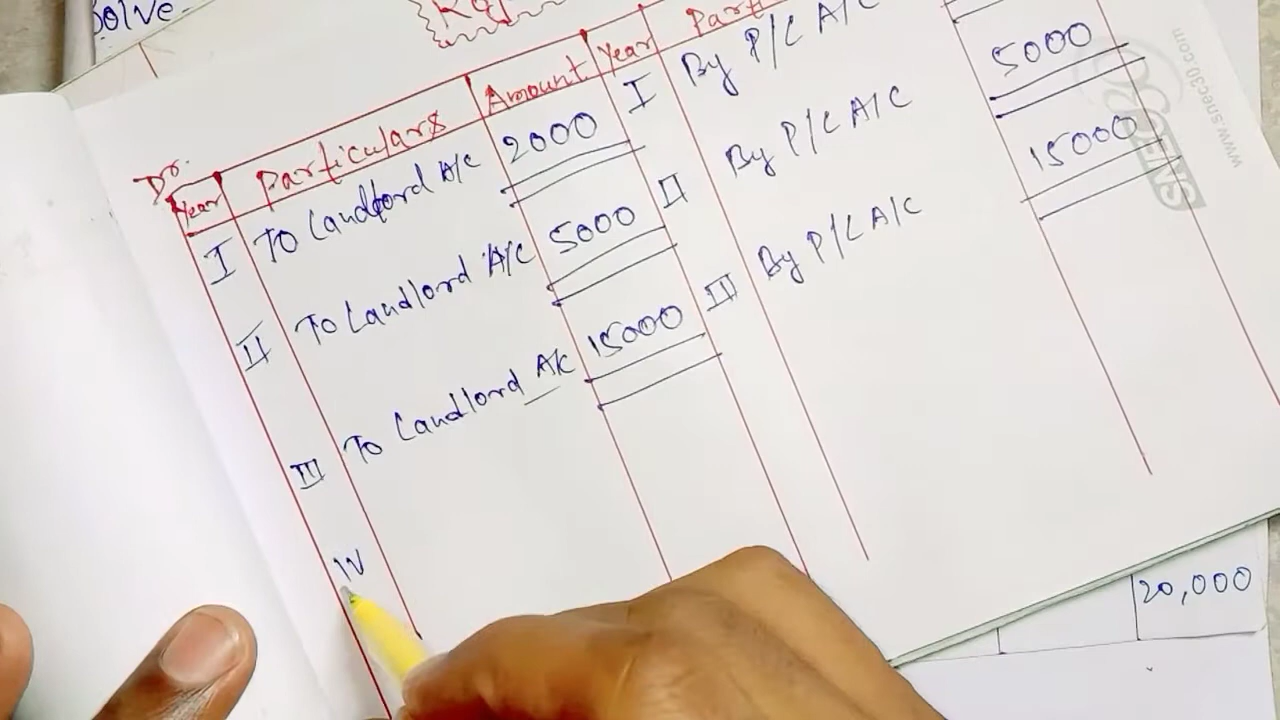 Solve-
Dr.
Year Particulars Amount Year
I To Landlord A/c 2000 I By P/L A/C
II To Landlord A/C 5000 II By P/L A/C 5000
III To Landlord A/c 15000 III By P/L A/C 15000
IV
20,000
www.snec30.com